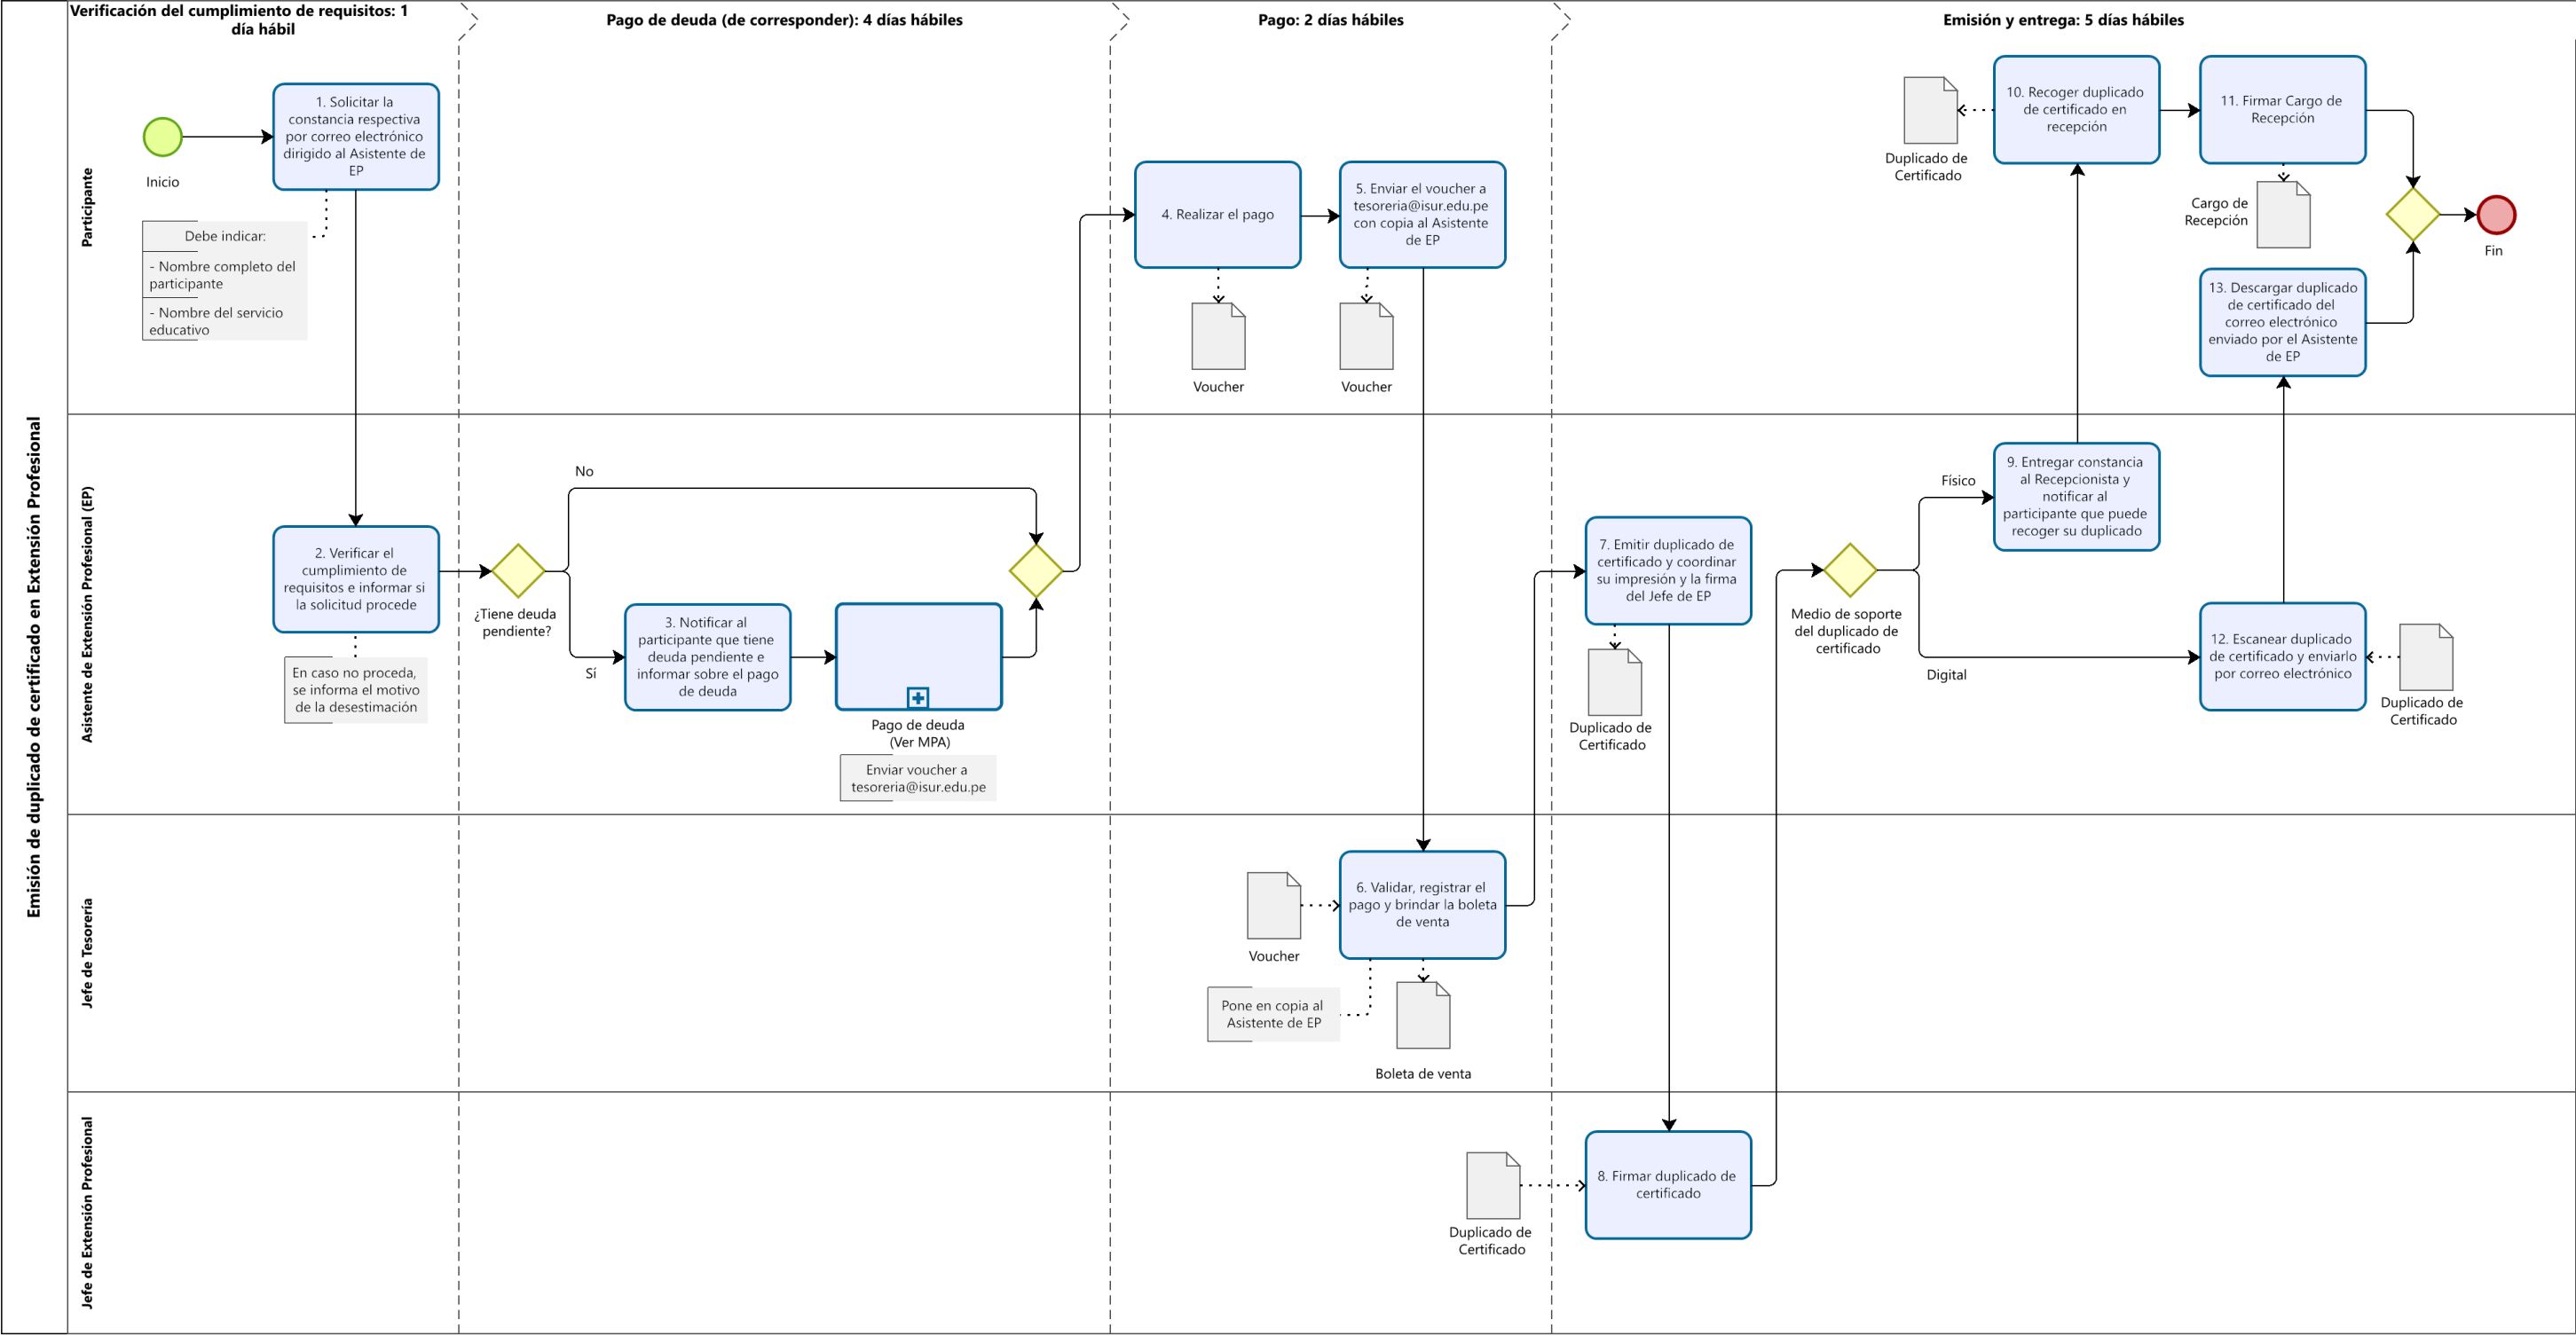 Emisión de duplicado de certificado en Extensión Profesional
Verificación del cumplimiento de requisitos: 1
día hábil
Pago de deuda (de corresponder): 4 días hábiles
Pago: 2 días hábiles
Emisión y entrega: 5 días hábiles
Participante
Inicio
1. Solicitar la
constancia respectiva
por correo electrónico
dirigido al Asistente de
EP
Debe indicar:
- Nombre completo del
participante
- Nombre del servicio
educativo
4. Realizar el pago
Voucher
5. Enviar el voucher a
tesoreria@isur.edu.pe
con copia al Asistente
de EP
Voucher
Duplicado de
Certificado
10. Recoger duplicado
de certificado en
recepción
11. Firmar Cargo de
Recepción
Cargo de
Recepción
Fin
13. Descargar duplicado
de certificado del
correo electrónico
enviado por el Asistente
de EP
Asistente de Extensión Profesional (EP)
2. Verificar el
cumplimiento de
requisitos e informar si
la solicitud procede
En caso no proceda,
se informa el motivo
de la desestimación
¿Tiene deuda
pendiente?
No
Sí
3. Notificar al
participante que tiene
deuda pendiente e
informar sobre el pago
de deuda
Pago de deuda
(Ver MPA)
Enviar voucher a
tesoreria@isur.edu.pe
7. Emitir duplicado de
certificado y coordinar
su impresión y la firma
del Jefe de EP
Duplicado de
Certificado
Medio de soporte
del duplicado de
certificado
Físico
Digital
9. Entregar constancia
al Recepcionista y
notificar al
participante que puede
recoger su duplicado
12. Escanear duplicado
de certificado y enviarlo
por correo electrónico
Duplicado de
Certificado
Jefe de Tesorería
Voucher
6. Validar, registrar el
pago y brindar la boleta
de venta
Pone en copia al
Asistente de EP
Boleta de venta
Jefe de Extensión Profesional
Duplicado de
Certificado
8. Firmar duplicado de
certificado